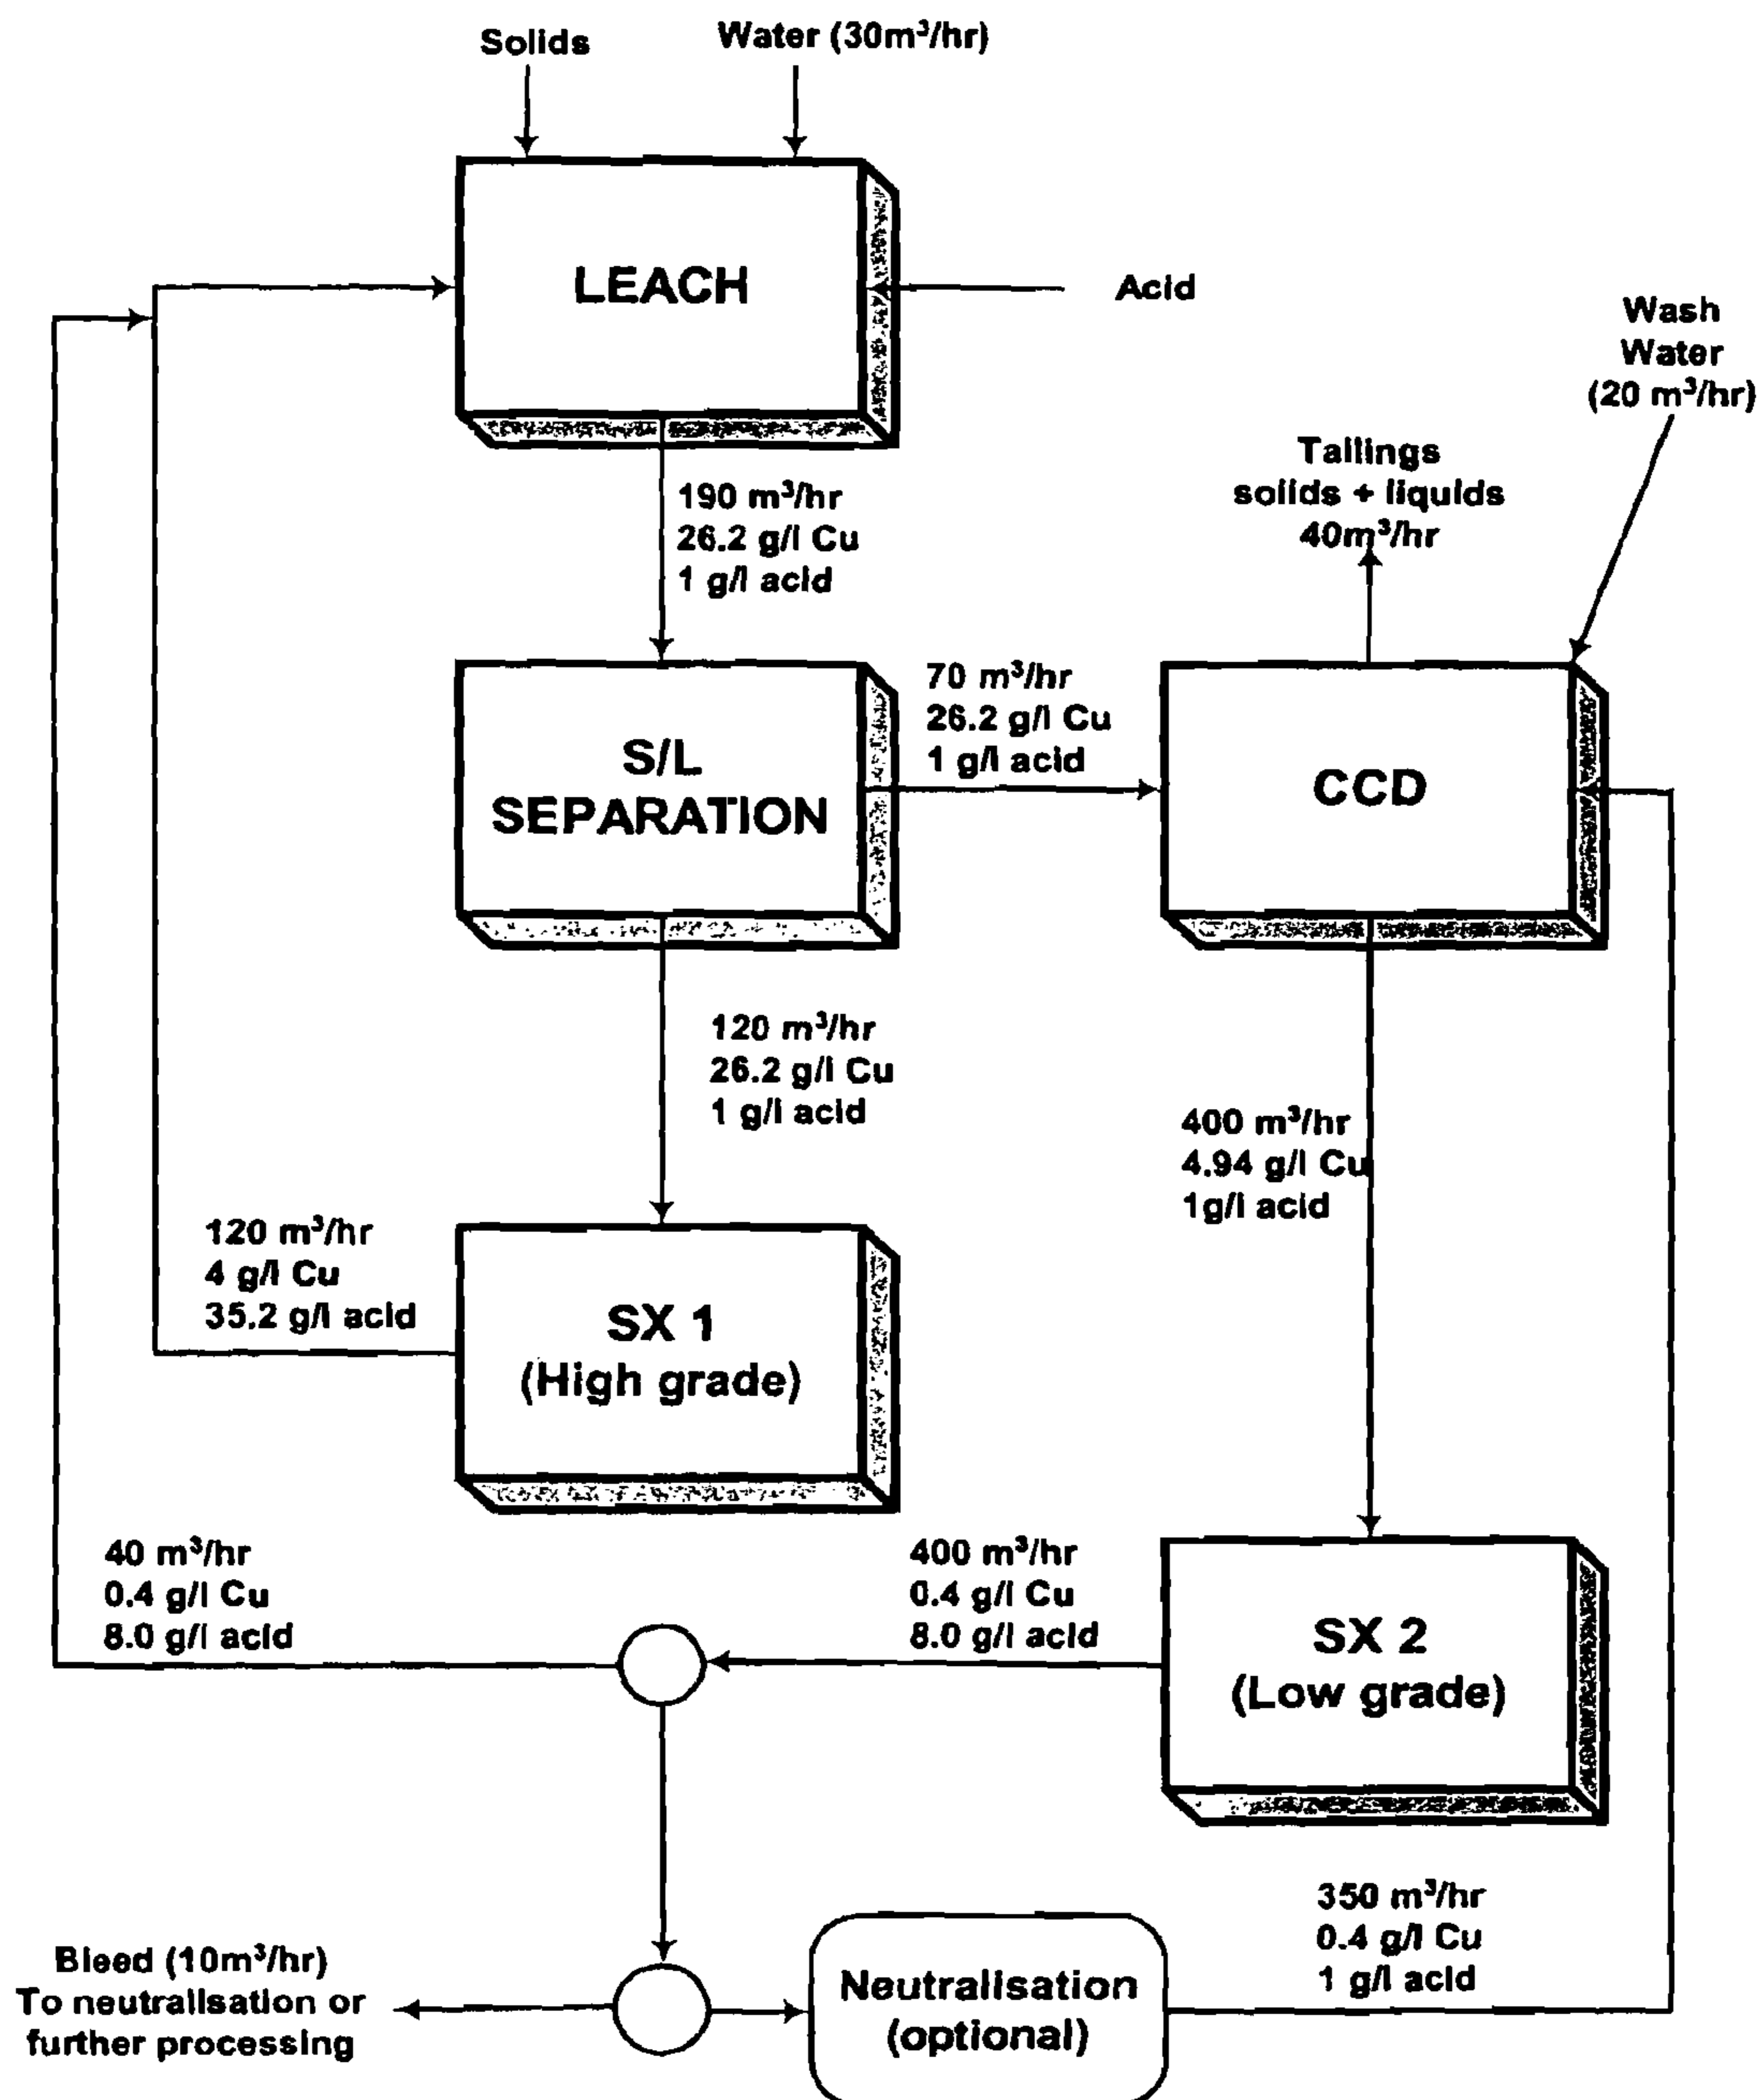 Solids
Water (30m³/hr)
LEACH
Acid
Wash
Water
(20 m³/hr)
Tailings
solids + liquids
40m³/hr
190 m³/hr
26.2 g/l Cu
1 g/l acid
S/L
SEPARATION
70 m³/hr
26.2 g/l Cu
1 g/l acid
CCD
120 m³/hr
26.2 g/l Cu
1 g/l acid
400 m³/hr
4.94 g/l Cu
1g/l acid
120 m³/hr
4 g/l Cu
35.2 g/l acid
SX 1
(High grade)
40 m³/hr
0.4 g/l Cu
8.0 g/l acid
400 m³/hr
0.4 g/l Cu
8.0 g/l acid
SX 2
(Low grade)
350 m³/hr
0.4 g/l Cu
1 g/l acid
Bleed (10m³/hr)
To neutralisation or
further processing
Neutralisation
(optional)